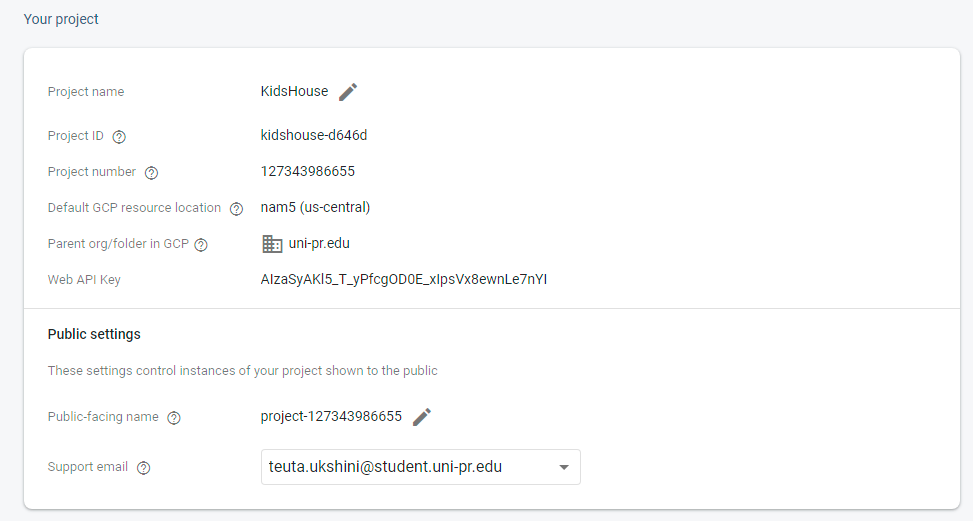 Your project
Project name KidsHouse
Project ID kidshouse-d646d
Project number 127343986655
Default GCP resource location nam5 (us-central)
Parent org/folder in GCP uni-pr.edu
Web API Key AIzaSyAKl5_T_yPfcgOD0E_xIpsVx8ewnLe7nYI
Public settings
These settings control instances of your project shown to the public
Public-facing name project-127343986655
Support email teuta.ukshini@student.uni-pr.edu